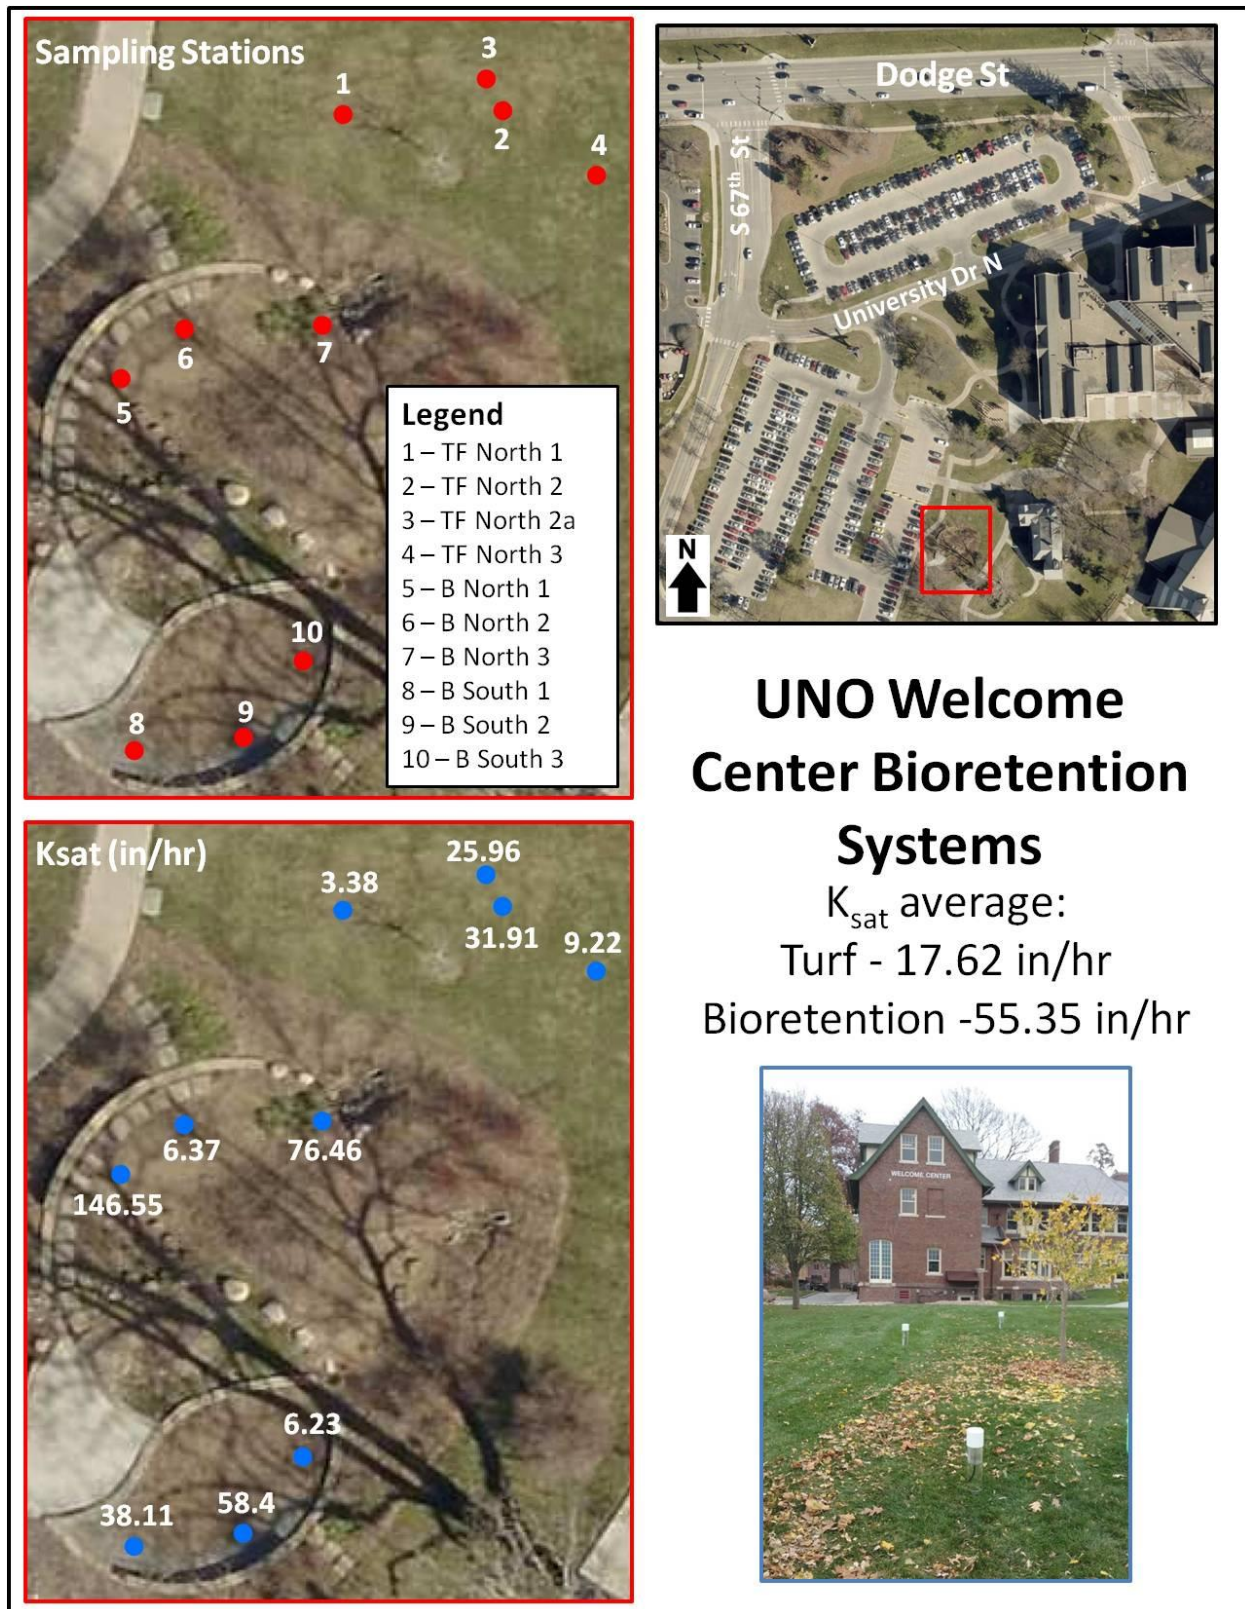 Sampling Stations
1
3
2
4
6
7
5
10
9
8
Legend
1 – TF North 1
2 – TF North 2
3 – TF North 2a
4 – TF North 3
5 – B North 1
6 – B North 2
7 – B North 3
8 – B South 1
9 – B South 2
10 – B South 3
Dodge St
S 67th St
University Dr N
N
UNO Welcome
Center Bioretention
Systems
Ksat average:
Turf - 17.62 in/hr
Bioretention -55.35 in/hr
Ksat (in/hr)
3.38
25.96
31.91
9.22
6.37
76.46
146.55
6.23
58.4
38.11
WELCOME CENTER